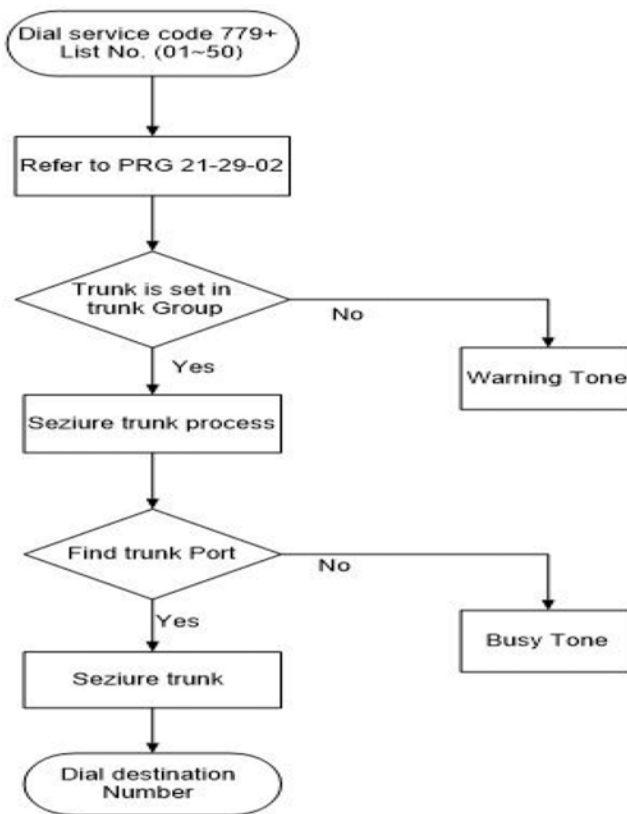 Dial service code 779+
List No. (01~50)
Refer to PRG 21-29-02
Trunk is set in
trunk Group
No
Yes
Warning Tone
Seziure trunk process
Find trunk Port
No
Yes
Busy Tone
Seziure trunk
Dial destination
Number